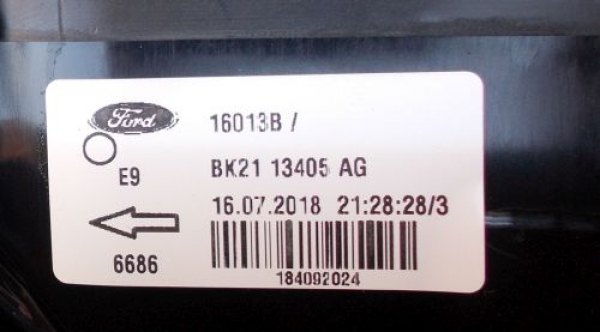 Ford
16013B /
E9
BK21 13405 AG
16.07.2018 21:28:28/3
6686
184092024